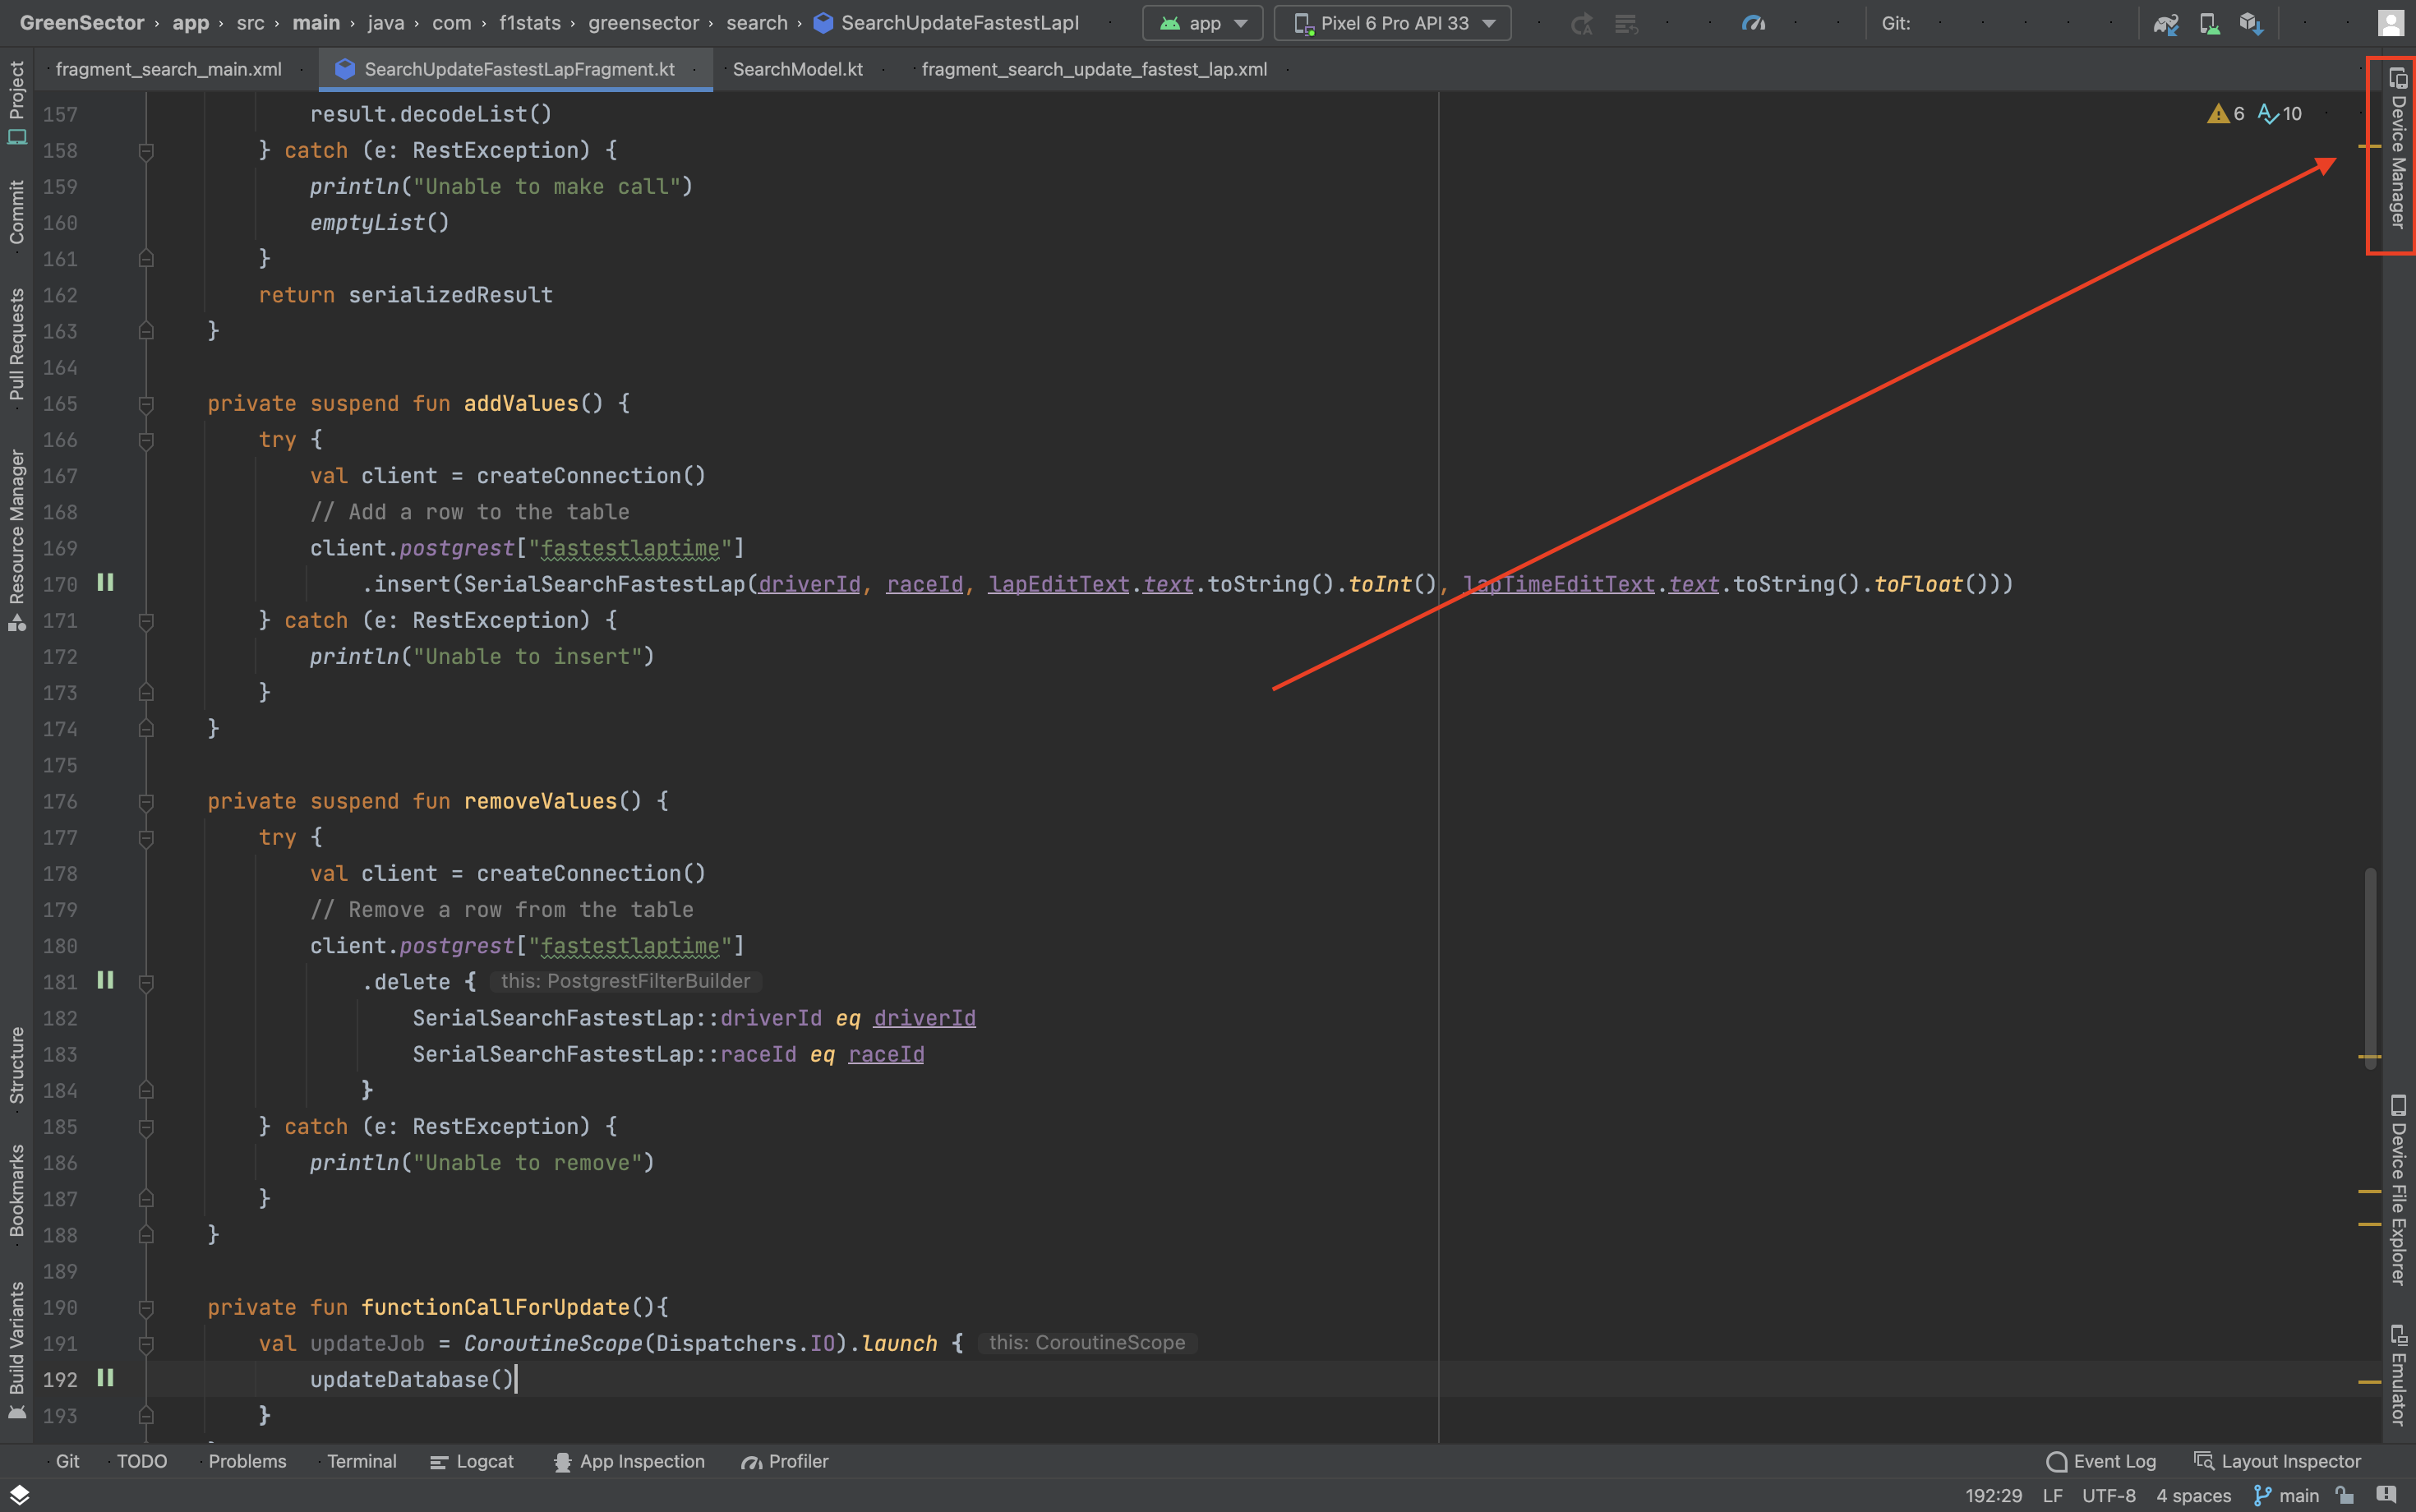 GreenSector › app › src › main › java › com › f1stats › greensector › search › SearchUpdateFastestLapI
app
Pixel 6 Pro API 33
Git:
fragment_search_main.xml
SearchUpdateFastestLapFragment.kt
SearchModel.kt
fragment_search_update_fastest_lap.xml
Project
Commit
Pull Requests
Resource Manager
Structure
Bookmarks
Build Variants
6 10
157 result.decodeList()
158 } catch (e: RestException) {
159 println("Unable to make call")
160 emptyList()
161 }
162 return serializedResult
163 }
164
165 private suspend fun addValues() {
166 try {
167 val client = createConnection()
168 // Add a row to the table
169 client.postgrest["fastestlaptime"]
170 .insert(SerialSearchFastestLap(driverId, raceId, lapEditText.text.toString().toInt(), lapTimeEditText.text.toString().toFloat()))
171 } catch (e: RestException) {
172 println("Unable to insert")
173 }
174 }
175
176 private suspend fun removeValues() {
177 try {
178 val client = createConnection()
179 // Remove a row from the table
180 client.postgrest["fastestlaptime"]
181 .delete { this: PostgrestFilterBuilder
182 SerialSearchFastestLap::driverId eq driverId
183 SerialSearchFastestLap::raceId eq raceId
184 }
185 } catch (e: RestException) {
186 println("Unable to remove")
187 }
188 }
189
190 private fun functionCallForUpdate(){
191 val updateJob = CoroutineScope(Dispatchers.IO).launch { this: CoroutineScope
192 updateDatabase()
193 }
Device Manager
Device File Explorer
Emulator
Git
TODO
Problems
Terminal
Logcat
App Inspection
Profiler
Event Log
Layout Inspector
192:29 LF UTF-8 4 spaces main